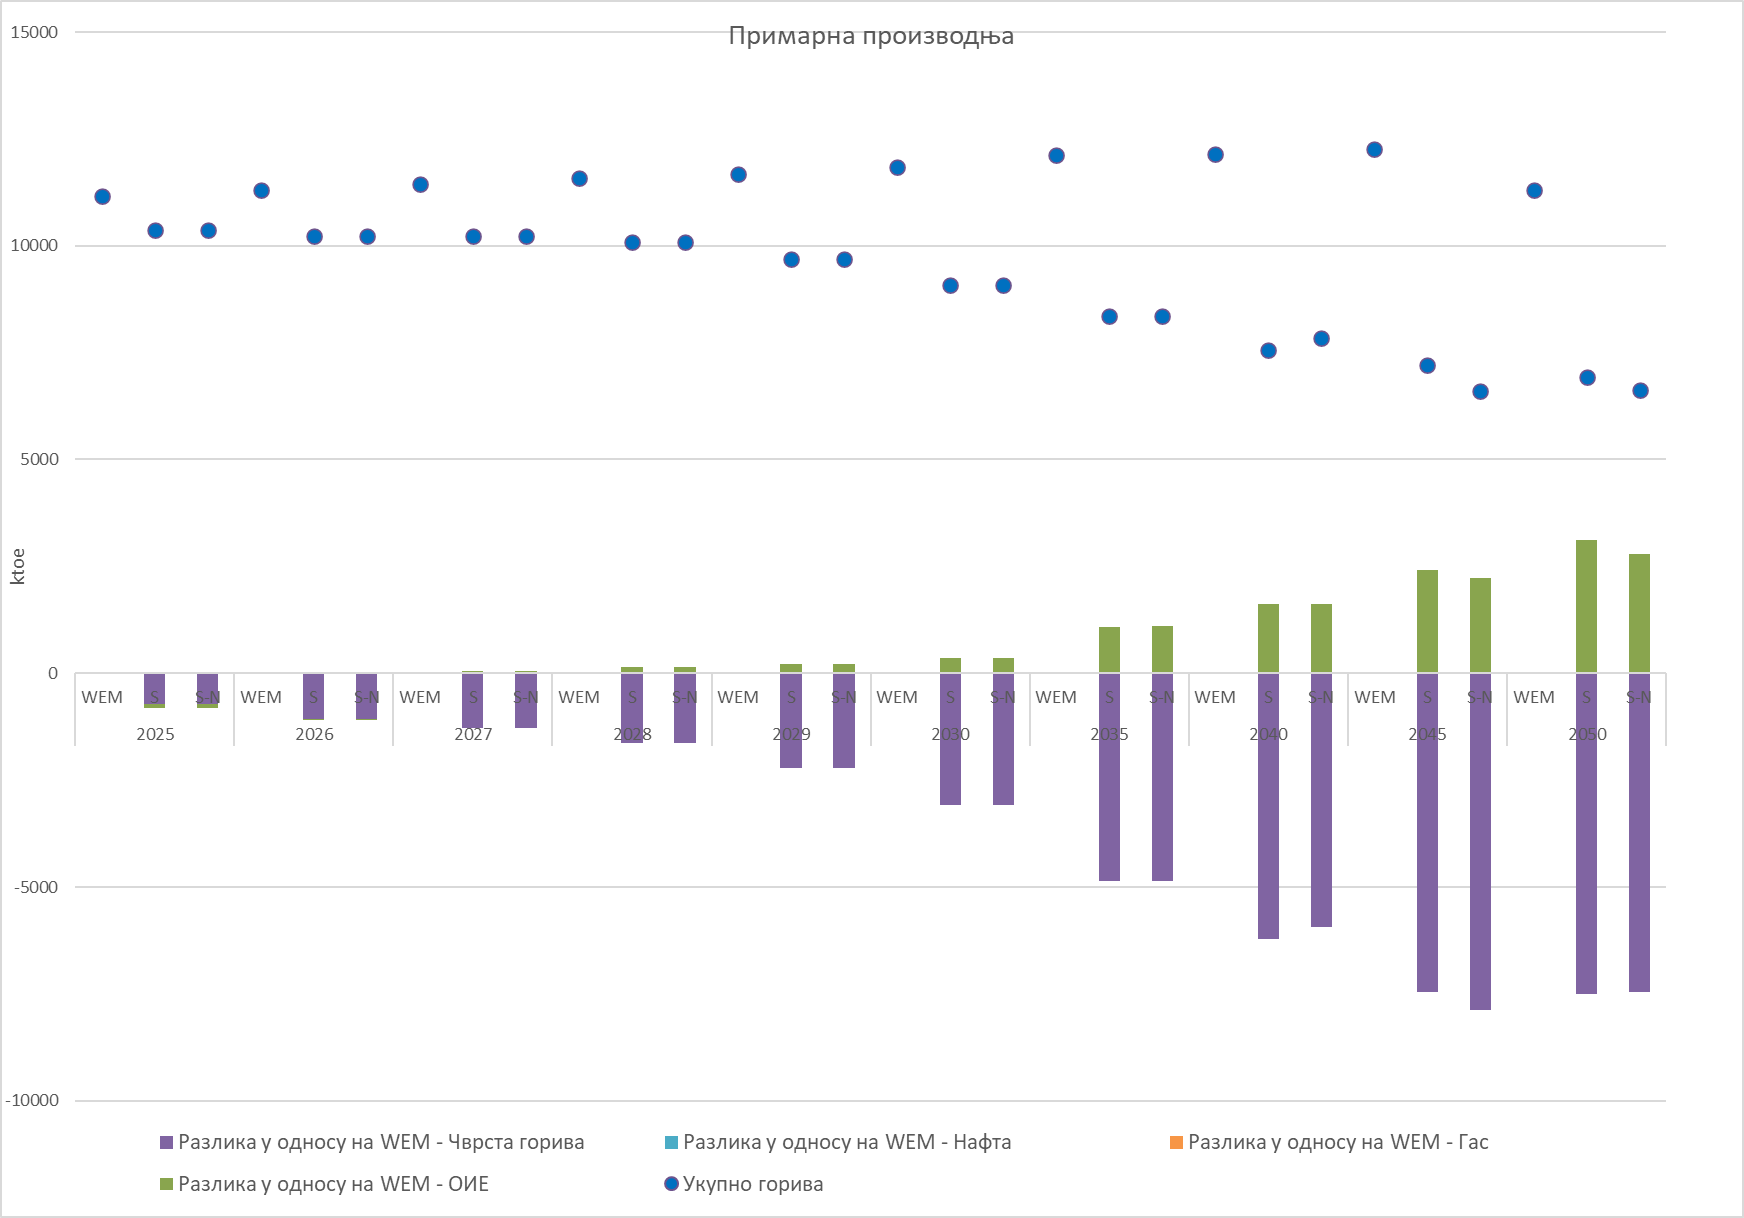 Примарна производња
15000
10000
5000
0
-5000
-10000
ktoe
WEM S S-N WEM S S-N WEM S S-N WEM S S-N WEM S S-N WEM S S-N WEM S S-N WEM S S-N WEM S S-N WEM S S-N
2025 2026 2027 2028 2029 2030 2035 2040 2045 2050
Разлика у односу на WEM - Чврста горива Разлика у односу на WEM - Нафта Разлика у односу на WEM - Гас
Разлика у односу на WEM - ОИЕ Укупно горива